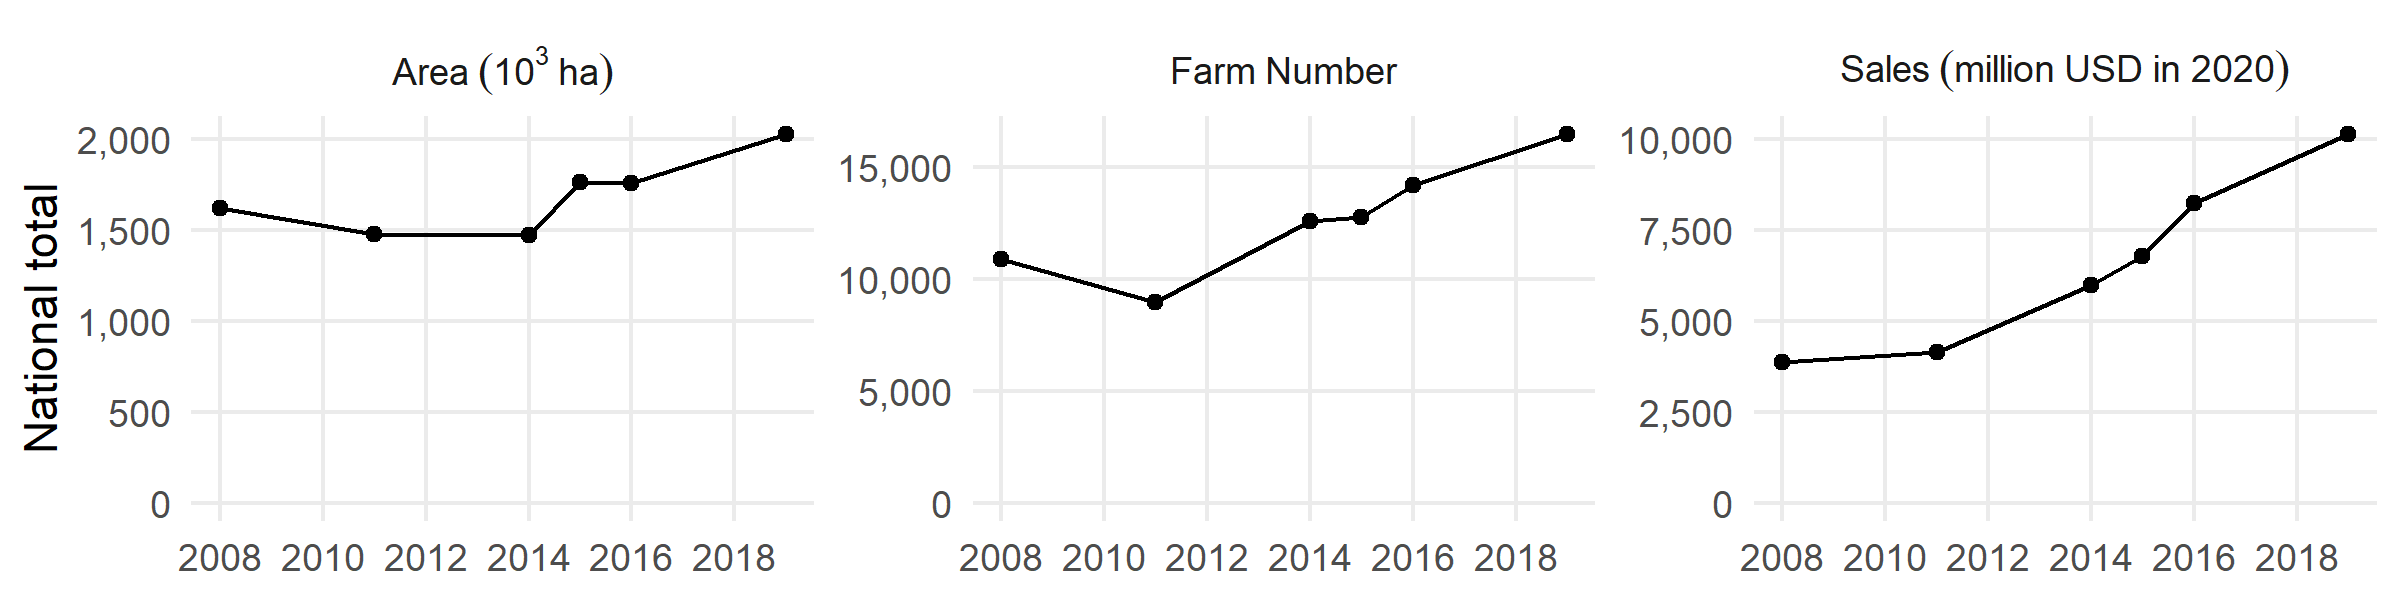 Area (10³ ha)
Farm Number
Sales (million USD in 2020)
National total
2,000
1,500
1,000
500
0
2008 2010 2012 2014 2016 2018
15,000
10,000
5,000
0
2008 2010 2012 2014 2016 2018
10,000
7,500
5,000
2,500
0
2008 2010 2012 2014 2016 2018